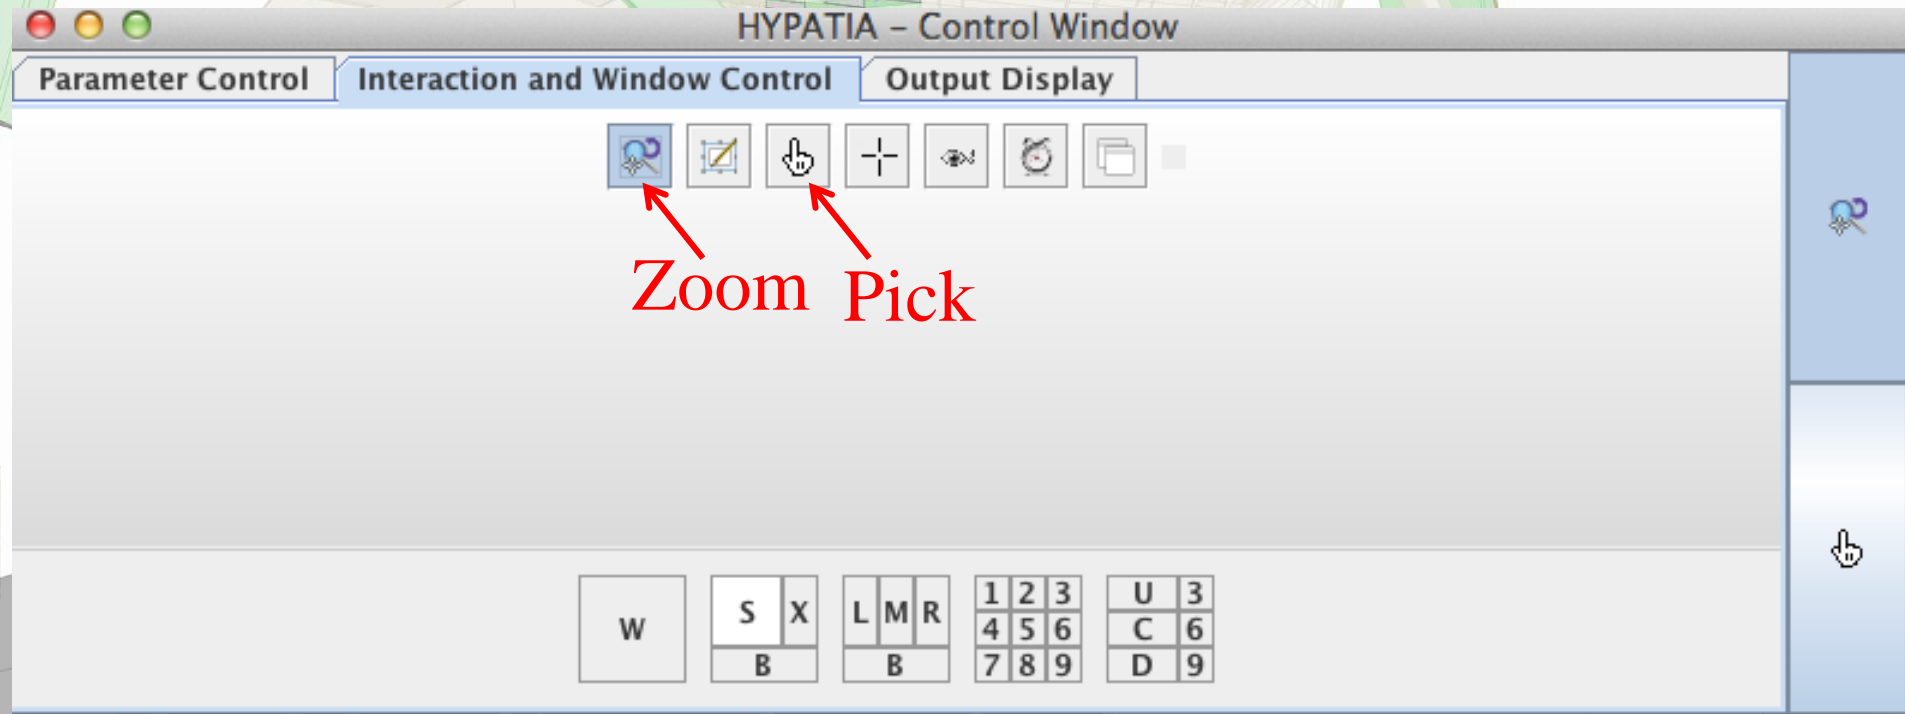 HYPATIA – Control Window
Parameter Control Interaction and Window Control Output Display
Zoom Pick
W S X B L M R B 1 2 3 4 5 6 7 8 9 U 3 C 6 D 9